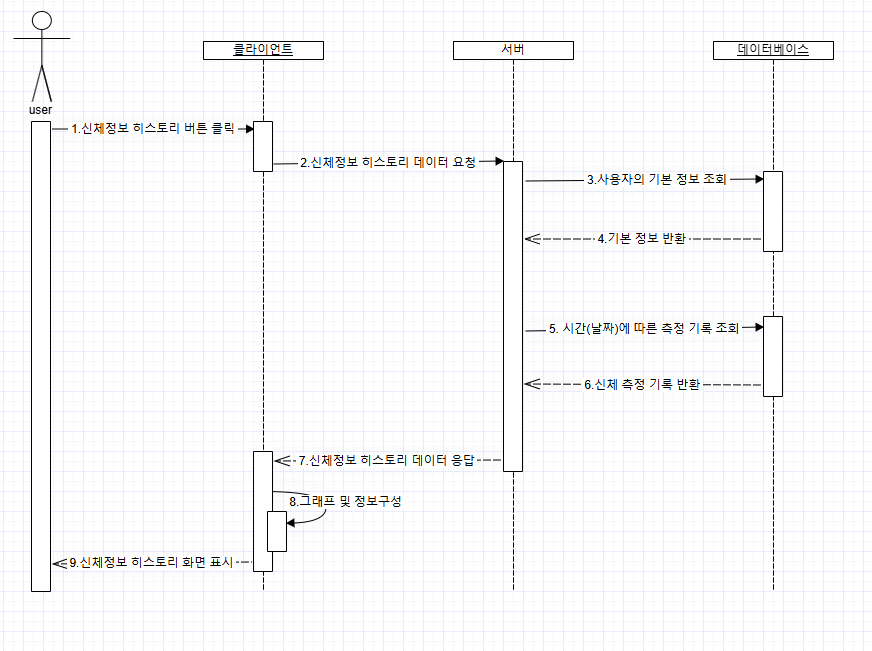 클라이언트
서버
데이터베이스
user
1.신체정보 히스토리 버튼 클릭
2.신체정보 히스토리 데이터 요청
3.사용자의 기본 정보 조회
4.기본 정보 반환
5. 시간(날짜)에 따른 측정 기록 조회
6.신체 측정 기록 반환
7.신체정보 히스토리 데이터 응답
8.그래프 및 정보구성
9.신체정보 히스토리 화면 표시